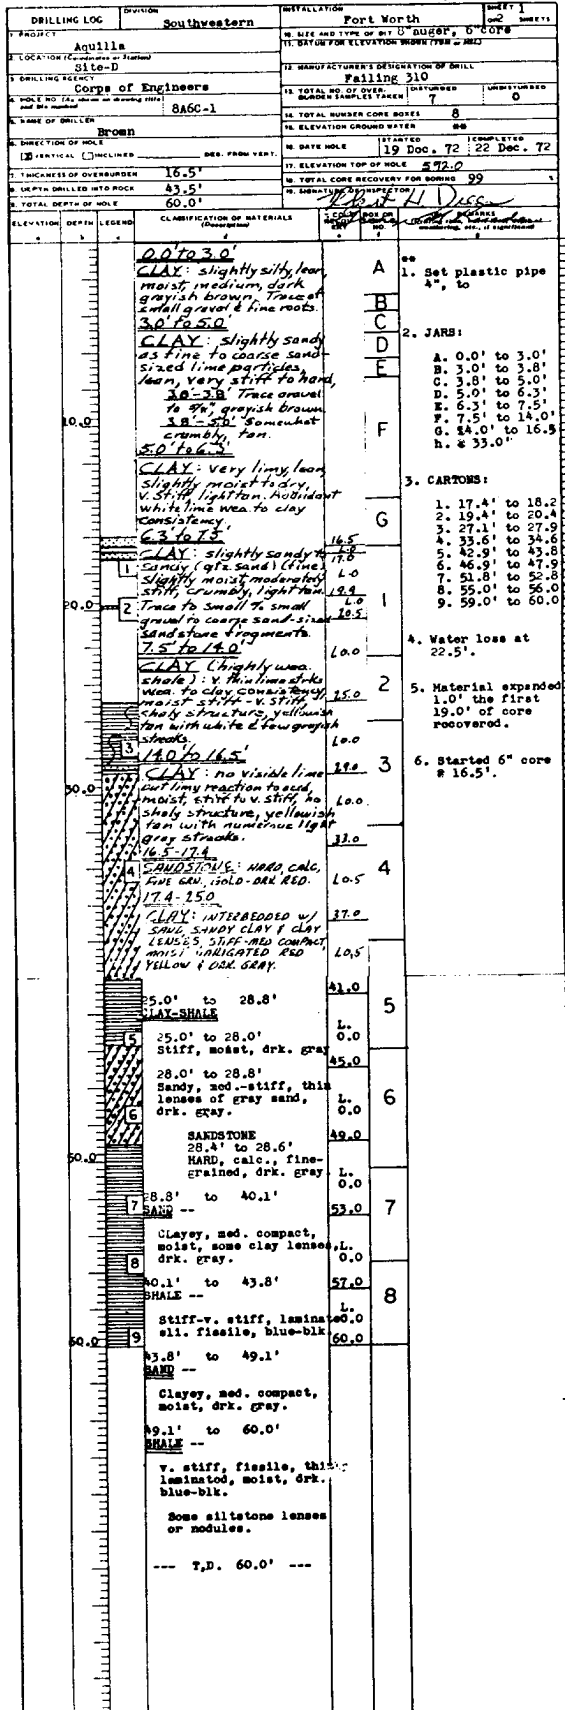 DRILLING LOG
DIVISION
Southwestern
INSTALLATION
Fort Worth
SHEET 1
OF 2 SHEETS
1. PROJECT
Aquilla
10. SIZE AND TYPE OF BIT 8" auger, 6" core
11. DATUM FOR ELEVATION SHOWN (TBM or MSL)
2. LOCATION (Coordinates or Station)
Site-D
12. MANUFACTURER'S DESIGNATION OF DRILL
Failing 310
3. DRILLING AGENCY
Corps of Engineers
13. TOTAL NO. OF OVER-BURDEN SAMPLES TAKEN
DISTURBED
7
UNDISTURBED
0
4. HOLE NO. (As shown on drawing title and file number)
8A6C-1
14. TOTAL NUMBER CORE BOXES 8
5. NAME OF DRILLER
Brown
15. ELEVATION GROUND WATER **
6. DIRECTION OF HOLE
VERTICAL INCLINED DEG. FROM VERT.
16. DATE HOLE
STARTED
19 Dec. 72
COMPLETED
22 Dec. 72
7. THICKNESS OF OVERBURDEN 16.5'
17. ELEVATION TOP OF HOLE 592.0
8. DEPTH DRILLED INTO ROCK 43.5'
18. TOTAL CORE RECOVERY FOR BORING 99 %
9. TOTAL DEPTH OF HOLE 60.0'
19. SIGNATURE OF INSPECTOR
ELEVATION DEPTH LEGEND
CLASSIFICATION OF MATERIALS
(Description)
BOX OR
NO.
REMARKS
a b c d e f g
0.0' to 3.0'
CLAY: slightly silty, lean,
moist, medium, dark
grayish brown. Trace of
small gravel & fine roots.
3.0' to 5.0'
CLAY: slightly sandy
as fine to coarse sand-
sized lime particles,
lean, very stiff to hard,
3.0'-3.8' Trace gravel
to 5/8", grayish brown
3.8'-5.0' Somewhat
crumbly, tan.
5.0' to 6.3'
CLAY: very limy, lean
slightly moist to dry,
v. stiff, light tan. Abundant
white lime wea. to clay
consistency.
6.3 to 7.5
CLAY: slightly sandy to
sandy (qtz. sand) (fine)
slightly moist, moderately
stiff, crumbly, light tan.
Trace to small % small
gravel to coarse sand-sized
sandstone fragments.
7.5 to 14.0'
CLAY (highly wea.
shale): v. thin lime strks
wea. to clay consistency,
moist stiff - v. stiff,
shaly structure, yellowish
tan with white & few grayish
streaks.
14.0' to 16.5'
CLAY: no visible lime
but limy reaction to acid,
moist, stiff to v. stiff, no
shaly structure, yellowish
tan with numerous light
gray streaks.
16.5-17.4
SANDSTONE: HARD, CALC,
FINE GRN., GOLD-DRK RED.
17.4-25.0
CLAY: INTERBEDDED W/
SAND, SANDY CLAY & CLAY
LENSES, STIFF-MED COMPACT,
MOIST VARIGATED RED
YELLOW & DRK. GRAY.
25.0' to 28.8'
CLAY-SHALE
25.0' to 28.0'
Stiff, moist, drk. gray
28.0' to 28.8'
Sandy, med.-stiff, thin
lenses of gray sand,
drk. gray.
SANDSTONE
28.4' to 28.6'
HARD, calc., fine-
grained, drk. gray
28.8' to 40.1'
SAND --
Clayey, med. compact,
moist, some clay lenses,
drk. gray.
40.1' to 43.8'
SHALE --
Stiff-v. stiff, laminated
sli. fissile, blue-blk.
43.8' to 49.1'
SAND --
Clayey, med. compact,
moist, drk. gray.
49.1' to 60.0'
SHALE --
v. stiff, fissile, thinly
laminated, moist, drk.
blue-blk.
Some siltstone lenses
or nodules.
--- T.D. 60.0' ---
10.0
20.0
30.0
50.0
60.0
1
2
3
4
5
6
7
8
9
16.5
L.0
17.0
L.0
19.9
L.0
20.5
L0.0
25.0
L0.0
29.0
L0.0
33.0
L0.5
37.0
L0.5
41.0
L.
0.0
45.0
L.
0.0
49.0
L.
0.0
53.0
L.
0.0
57.0
L.
0.0
60.0
A
B
C
D
E
F
G
1
2
3
4
5
6
7
8
**
1. Set plastic pipe
4", to
2. JARS:
A. 0.0' to 3.0'
B. 3.0' to 3.8'
C. 3.8' to 5.0'
D. 5.0' to 6.3'
E. 6.3' to 7.5'
F. 7.5' to 14.0'
G. 14.0' to 16.5
h. @ 33.0'
3. CARTONS:
1. 17.4' to 18.2
2. 19.4' to 20.4
3. 27.1' to 27.9
4. 33.6' to 34.6
5. 42.9' to 43.8
6. 46.9' to 47.9
7. 51.8' to 52.8
8. 55.0' to 56.0
9. 59.0' to 60.0
4. Water loss at
22.5'.
5. Material expanded
1.0' the first
19.0' of core
recovered.
6. Started 6" core
@ 16.5'.